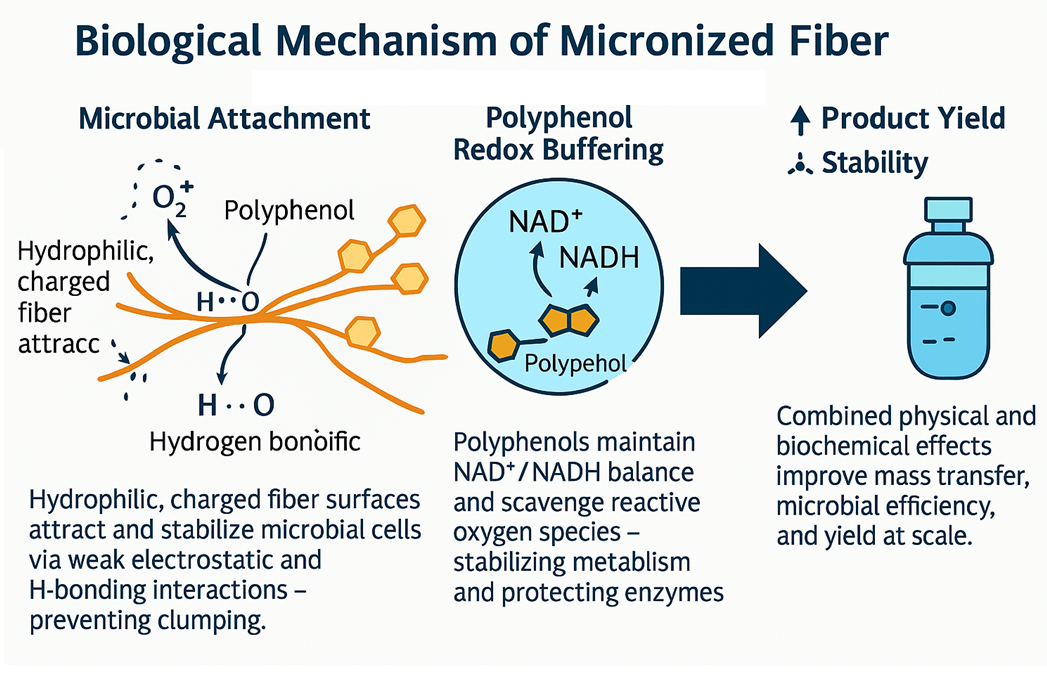 Biological Mechanism of Micronized Fiber
Microbial Attachment
O₂⁺
Polyphenol
Hydrophilic,
charged
fiber
attracc
H··O
H··O
Hydrogen bonòific
Hydrophilic, charged fiber surfaces
attract and stabilize microbial cells
via weak electrostatic and
H-bonding interactions –
preventing clumping.
Polyphenol
Redox Buffering
NAD⁺
NADH
Polypehol
Polyphenols maintain
NAD⁺/NADH balance
and scavenge reactive
oxygen species –
stabilizing metablism
and protecting enzymes
Product Yield
Stability
Combined physical and
biochemical effects
improve mass transfer,
microbial efficiency,
and yield at scale.